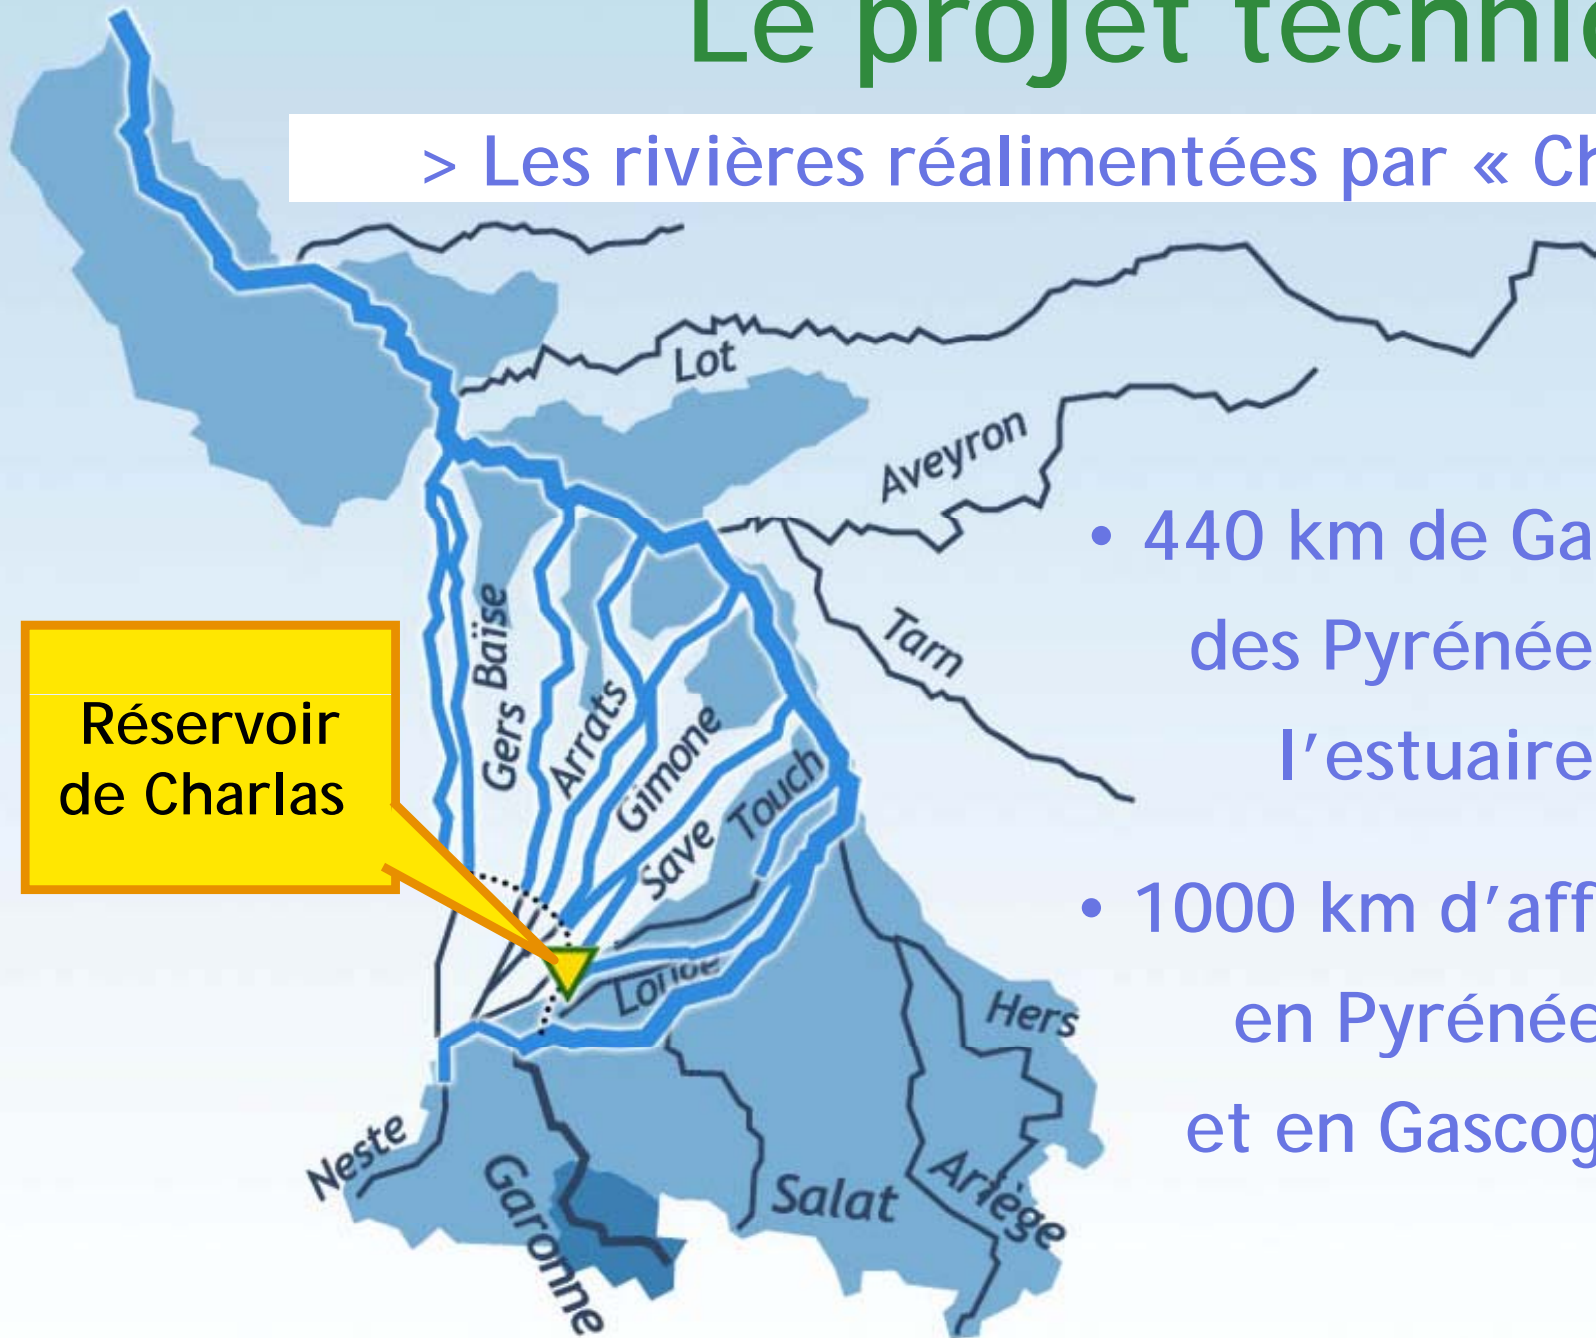 Le projet techni
> Les rivières réalimentées par « Ch
Lot
Aveyron
• 440 km de Ga
des Pyrénée
l'estuaire
Tarn
Baïse
Gers
Arrats
Gimone
Save
Touch
Réservoir
de Charlas
• 1000 km d'aff
en Pyrénée
et en Gascog
Hers
Neste
Garonne
Salat
Ariège